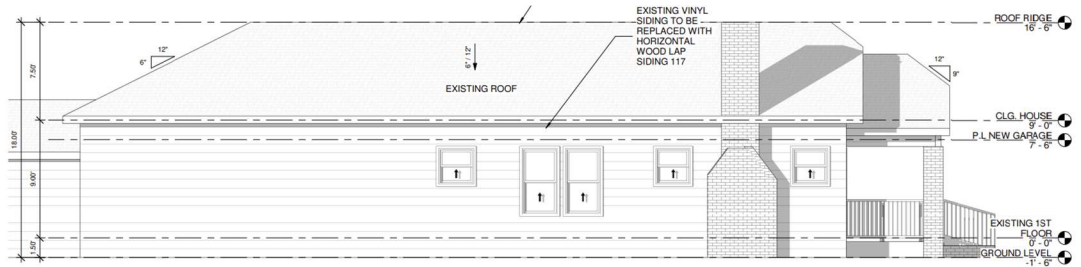 EXISTING VINYL
SIDING TO BE
REPLACED WITH
HORIZONTAL
WOOD LAP
SIDING 117
ROOF RIDGE
16' - 6"
12"
6"
6" / 12"
12"
9"
7.50'
EXISTING ROOF
CLG. HOUSE
9' - 0"
P.L NEW GARAGE
7' - 6"
18.00'
9.00'
EXISTING 1ST
FLOOR
0' - 0"
1.50'
GROUND LEVEL
-1' - 6"